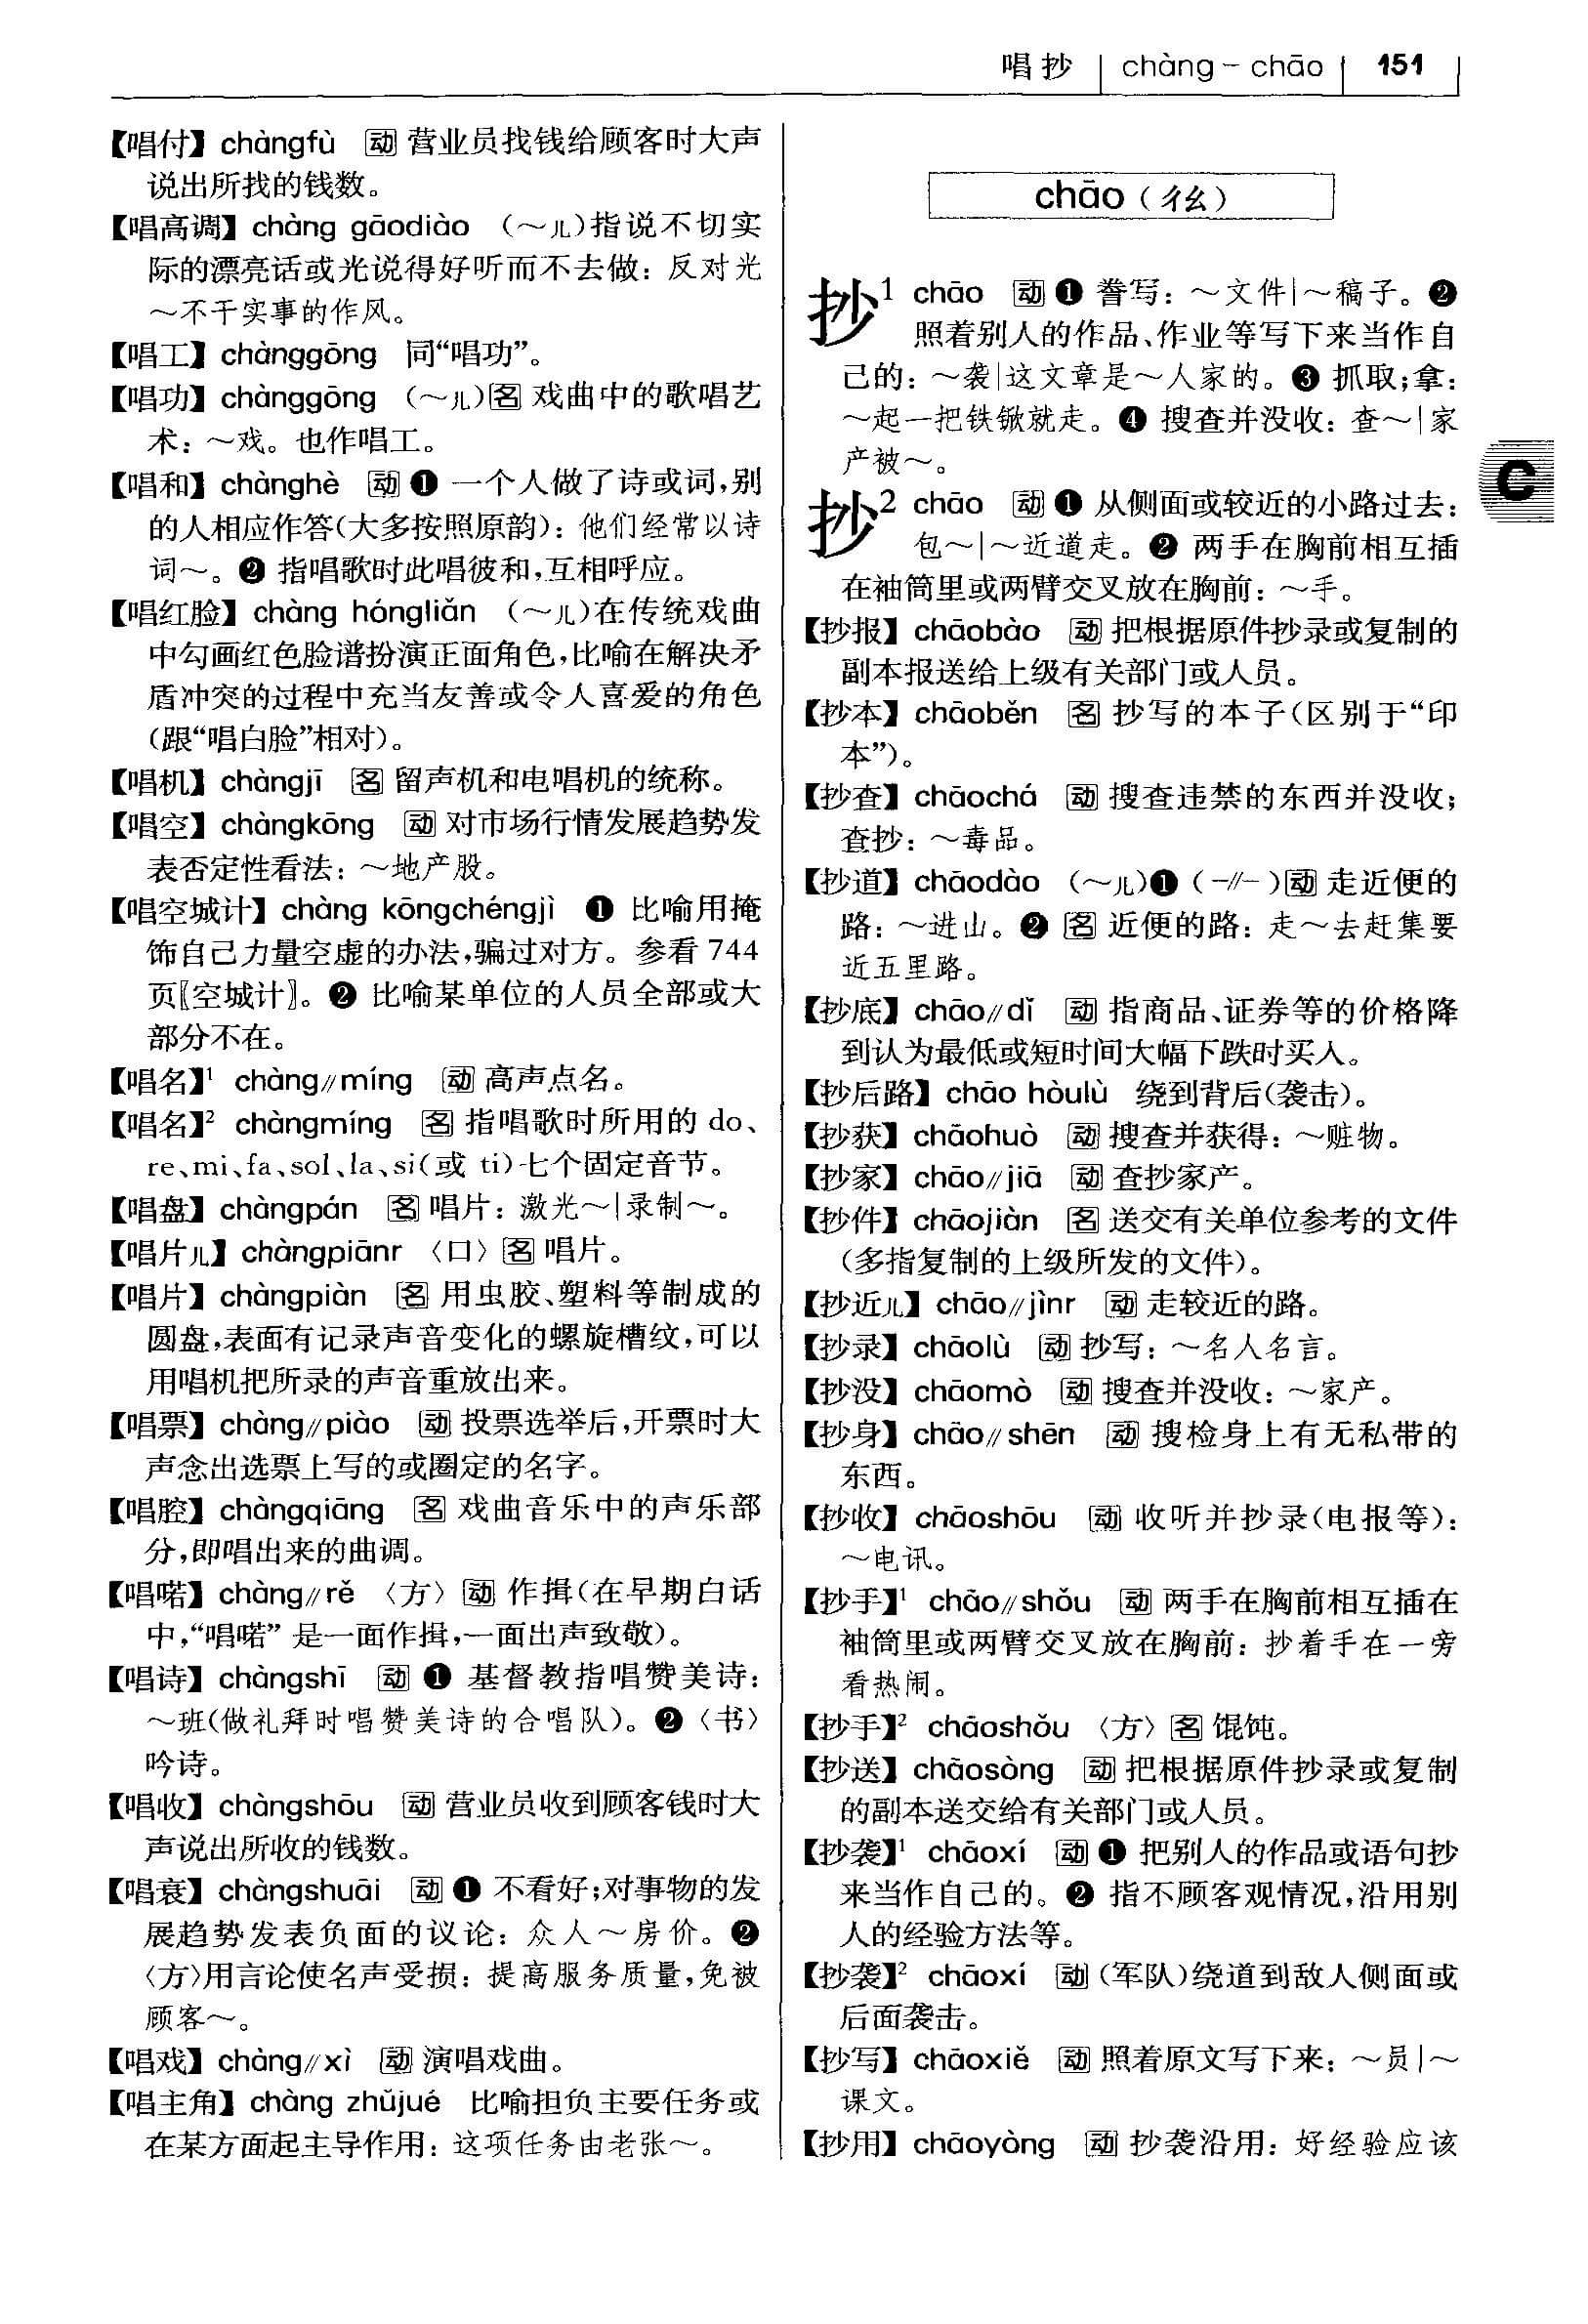 唱 抄 | chàng－chāo | 151
【唱付】 chàngfù 动 营业员找钱给顾客时大声
说出所找的钱数。
【唱高调】 chàng gāodiào （～儿）指说不切实
际的漂亮话或光说得好听而不去做：反对光
～不干实事的作风。
【唱工】 chànggōng 同“唱功”。
【唱功】 chànggōng （～儿）名 戏曲中的歌唱艺
术：～戏。也作唱工。
【唱和】 chànghè 动 ❶ 一个人做了诗或词，别
的人相应作答（大多按照原韵）：他们经常以诗
词～。❷ 指唱歌时此唱彼和，互相呼应。
【唱红脸】 chàng hóngliǎn （～儿）在传统戏曲
中勾画红色脸谱扮演正面角色，比喻在解决矛
盾冲突的过程中充当友善或令人喜爱的角色
（跟“唱白脸”相对）。
【唱机】 chàngjī 名 留声机和电唱机的统称。
【唱空】 chàngkōng 动 对市场行情发展趋势发
表否定性看法：～地产股。
【唱空城计】 chàng kōngchéngjì ❶ 比喻用掩
饰自己力量空虚的办法，骗过对方。参看 744
页〖空城计〗。❷ 比喻某单位的人员全部或大
部分不在。
【唱名】¹ chàng//míng 动 高声点名。
【唱名】² chàngmíng 名 指唱歌时所用的 do、
re、mi、fa、sol、la、si（或 ti）七个固定音节。
【唱盘】 chàngpán 名 唱片：激光～|录制～。
【唱片儿】 chàngpiānr 〈口〉名 唱片。
【唱片】 chàngpiàn 名 用虫胶、塑料等制成的
圆盘，表面有记录声音变化的螺旋槽纹，可以
用唱机把所录的声音重放出来。
【唱票】 chàng//piào 动 投票选举后，开票时大
声念出选票上写的或圈定的名字。
【唱腔】 chàngqiāng 名 戏曲音乐中的声乐部
分，即唱出来的曲调。
【唱喏】 chàng//rě 〈方〉动 作揖（在早期白话
中，“唱喏”是一面作揖，一面出声致敬）。
【唱诗】 chàngshī 动 ❶ 基督教指唱赞美诗：
～班（做礼拜时唱赞美诗的合唱队）。❷〈书〉
吟诗。
【唱收】 chàngshōu 动 营业员收到顾客钱时大
声说出所收的钱数。
【唱衰】 chàngshuāi 动 ❶ 不看好；对事物的发
展趋势发表负面的议论：众人～房价。❷
〈方〉用言论使名声受损：提高服务质量，免被
顾客～。
【唱戏】 chàng//xì 动 演唱戏曲。
【唱主角】 chàng zhǔjué 比喻担负主要任务或
在某方面起主导作用：这项任务由老张～。
chāo（ㄔㄠ）
抄¹ chāo 动 ❶ 誊写：～文件|～稿子。❷
照着别人的作品、作业等写下来当作自
己的：～袭|这文章是～人家的。❸ 抓取；拿：
～起一把铁锨就走。❹ 搜查并没收：查～|家
产被～。
抄² chāo 动 ❶ 从侧面或较近的小路过去：
包～|～近道走。❷ 两手在胸前相互插
在袖筒里或两臂交叉放在胸前：～手。
【抄报】 chāobào 动 把根据原件抄录或复制的
副本报送给上级有关部门或人员。
【抄本】 chāoběn 名 抄写的本子（区别于“印
本”）。
【抄查】 chāochá 动 搜查违禁的东西并没收；
查抄：～毒品。
【抄道】 chāodào （～儿）❶（-//-）动 走近便的
路：～进山。❷ 名 近便的路：走～去赶集要
近五里路。
【抄底】 chāo//dǐ 动 指商品、证券等的价格降
到认为最低或短时间大幅下跌时买入。
【抄后路】 chāo hòulù 绕到背后（袭击）。
【抄获】 chāohuò 动 搜查并获得：～赃物。
【抄家】 chāo//jiā 动 查抄家产。
【抄件】 chāojiàn 名 送交有关单位参考的文件
（多指复制的上级所发的文件）。
【抄近儿】 chāo//jìnr 动 走较近的路。
【抄录】 chāolù 动 抄写：～名人名言。
【抄没】 chāomò 动 搜查并没收：～家产。
【抄身】 chāo//shēn 动 搜检身上有无私带的
东西。
【抄收】 chāoshōu 动 收听并抄录（电报等）：
～电讯。
【抄手】¹ chāo//shǒu 动 两手在胸前相互插在
袖筒里或两臂交叉放在胸前：抄着手在一旁
看热闹。
【抄手】² chāoshǒu 〈方〉名 馄饨。
【抄送】 chāosòng 动 把根据原件抄录或复制
的副本送交给有关部门或人员。
【抄袭】¹ chāoxí 动 ❶ 把别人的作品或语句抄
来当作自己的。❷ 指不顾客观情况，沿用别
人的经验方法等。
【抄袭】² chāoxí 动（军队）绕道到敌人侧面或
后面袭击。
【抄写】 chāoxiě 动 照着原文写下来：～员|～
课文。
【抄用】 chāoyòng 动 抄袭沿用：好经验应该
C